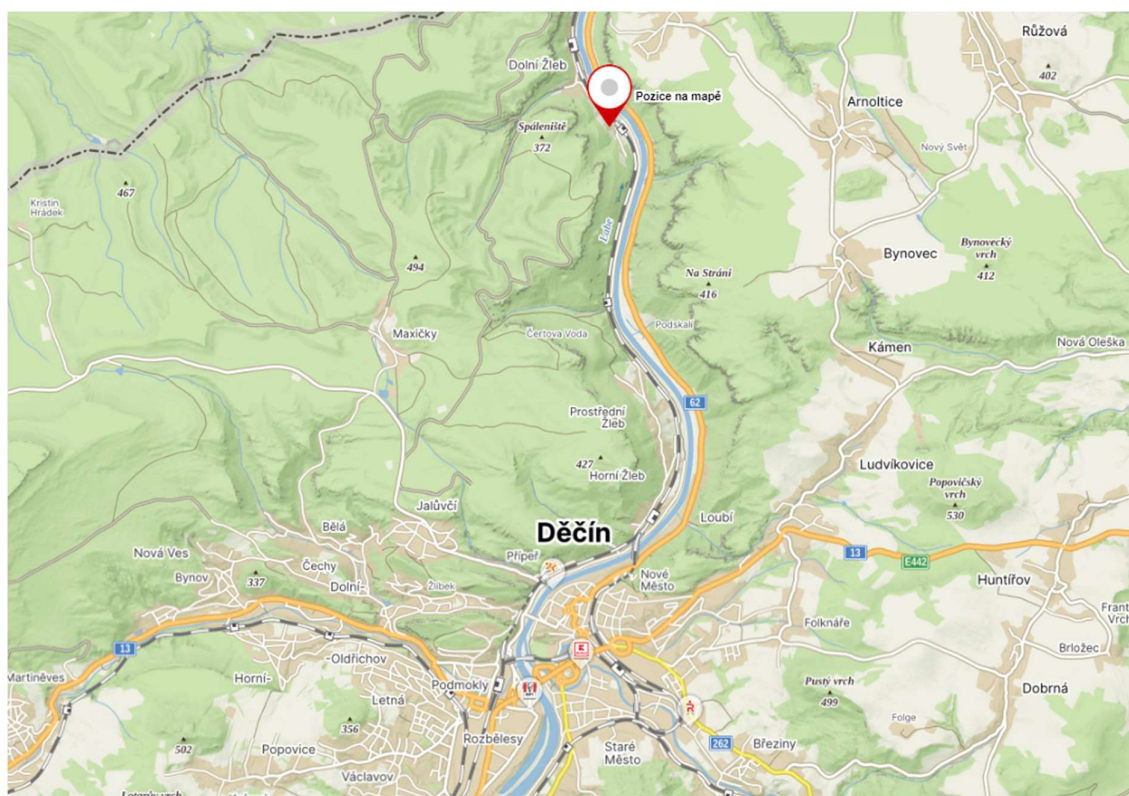 Růžová
402
Dolní Žleb
Pozice na mapě
Arnoltice
Spáleniště
372
Nový Svět
467
Kristin
Hrádek
Labe
Bynovec
Bynovecký
vrch
412
494
Na Stráni
416
Maxičky
Čertova Voda
Podskalí
Kámen
Nová Oleška
62
Prostřední
Žleb
427
Horní Žleb
Ludvíkovice
Popovičský
vrch
530
Jalůvčí
Loubí
Děčín
Bělá
Nová Ves
Přípeř
13
E442
Čechy
Bynov
337
Dolní-
Žlíbek
Nové
Město
Huntířov
Frant
Vrch
Folknáře
13
-Oldřichov
Brložec
Martiněves
Horní-
Podmokly
Letná
Pustý vrch
499
Dobrná
356
Folge
502
Popovice
Rozbělesy
Staré
Město
262
Březiny
Václavov